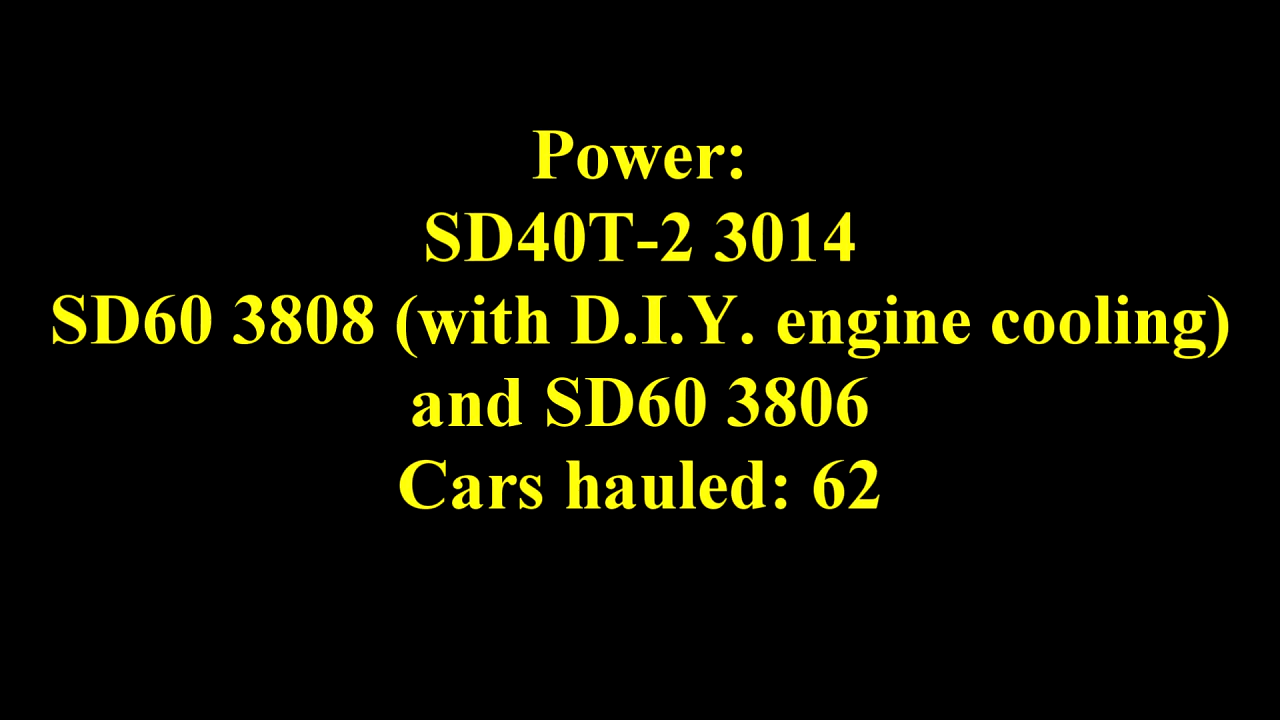 Power:
SD40T-2 3014
SD60 3808 (with D.I.Y. engine cooling)
and SD60 3806
Cars hauled: 62